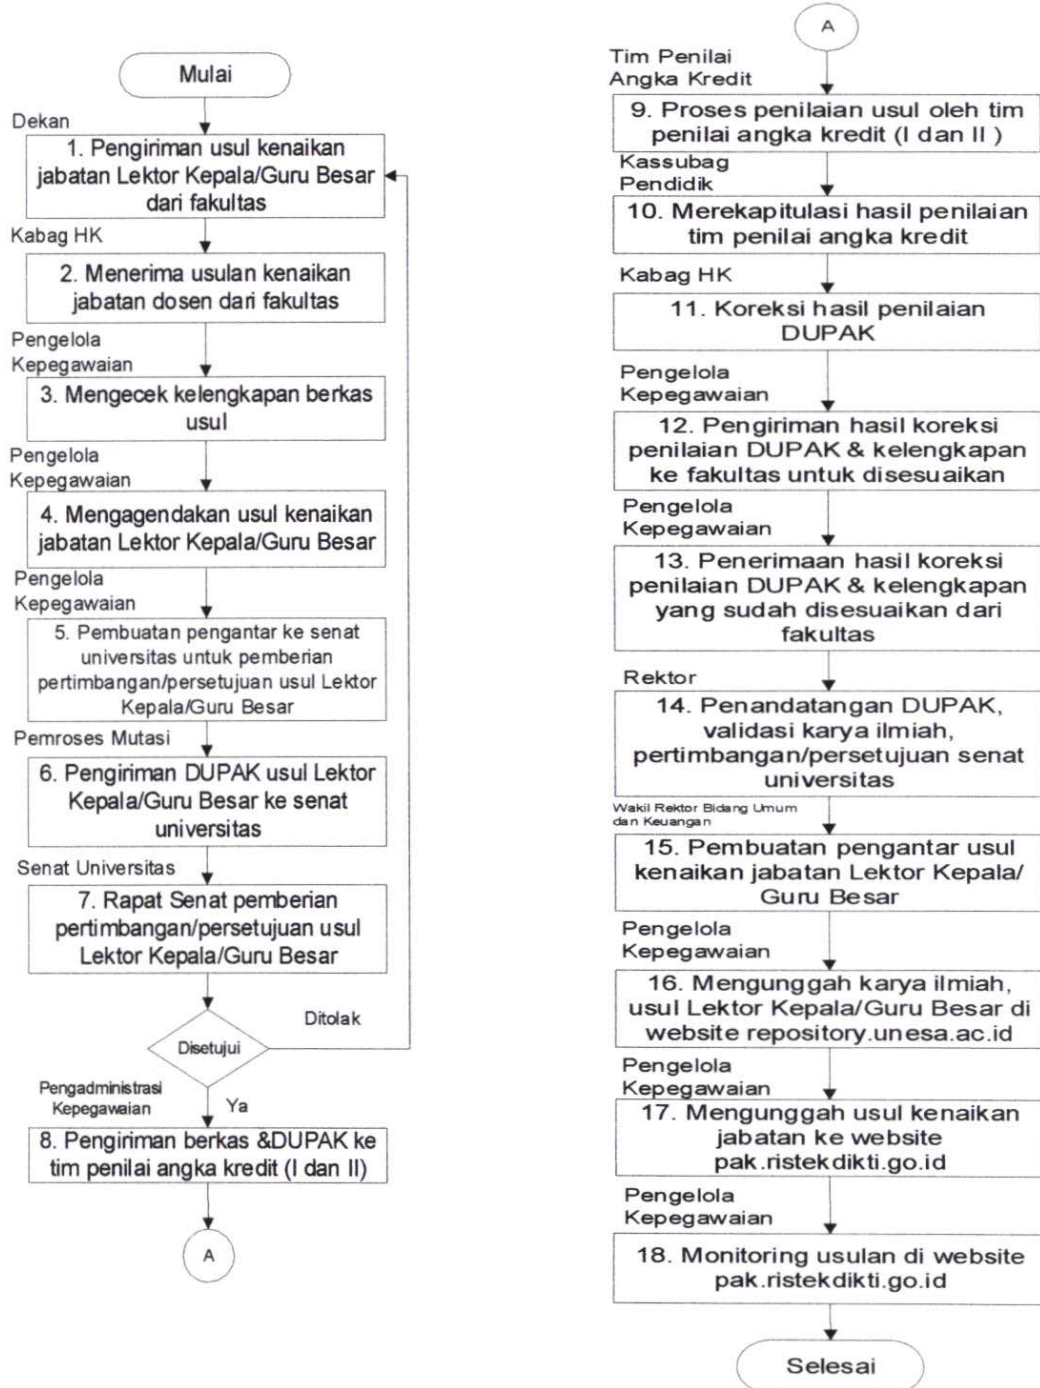 Mulai
Dekan
1. Pengiriman usul kenaikan
jabatan Lektor Kepala/Guru Besar
dari fakultas
Kabag HK
2. Menerima usulan kenaikan
jabatan dosen dari fakultas
Pengelola
Kepegawaian
3. Mengecek kelengkapan berkas
usul
Pengelola
Kepegawaian
4. Mengagendakan usul kenaikan
jabatan Lektor Kepala/Guru Besar
Pengelola
Kepegawaian
5. Pembuatan pengantar ke senat
universitas untuk pemberian
pertimbangan/persetujuan usul Lektor
Kepala/Guru Besar
Pemroses Mutasi
6. Pengiriman DUPAK usul Lektor
Kepala/Guru Besar ke senat
universitas
Senat Universitas
7. Rapat Senat pemberian
pertimbangan/persetujuan usul
Lektor Kepala/Guru Besar
Ditolak
Disetujui
Pengadministrasi
Kepegawaian
Ya
8. Pengiriman berkas &DUPAK ke
tim penilai angka kredit (I dan II)
A
A
Tim Penilai
Angka Kredit
9. Proses penilaian usul oleh tim
penilai angka kredit (I dan II )
Kassubag
Pendidik
10. Merekapitulasi hasil penilaian
tim penilai angka kredit
Kabag HK
11. Koreksi hasil penilaian
DUPAK
Pengelola
Kepegawaian
12. Pengiriman hasil koreksi
penilaian DUPAK & kelengkapan
ke fakultas untuk disesuaikan
Pengelola
Kepegawaian
13. Penerimaan hasil koreksi
penilaian DUPAK & kelengkapan
yang sudah disesuaikan dari
fakultas
Rektor
14. Penandatangan DUPAK,
validasi karya ilmiah,
pertimbangan/persetujuan senat
universitas
Wakil Rektor Bidang Umum
dan Keuangan
15. Pembuatan pengantar usul
kenaikan jabatan Lektor Kepala/
Guru Besar
Pengelola
Kepegawaian
16. Mengunggah karya ilmiah,
usul Lektor Kepala/Guru Besar di
website repository.unesa.ac.id
Pengelola
Kepegawaian
17. Mengunggah usul kenaikan
jabatan ke website
pak.ristekdikti.go.id
Pengelola
Kepegawaian
18. Monitoring usulan di website
pak.ristekdikti.go.id
Selesai